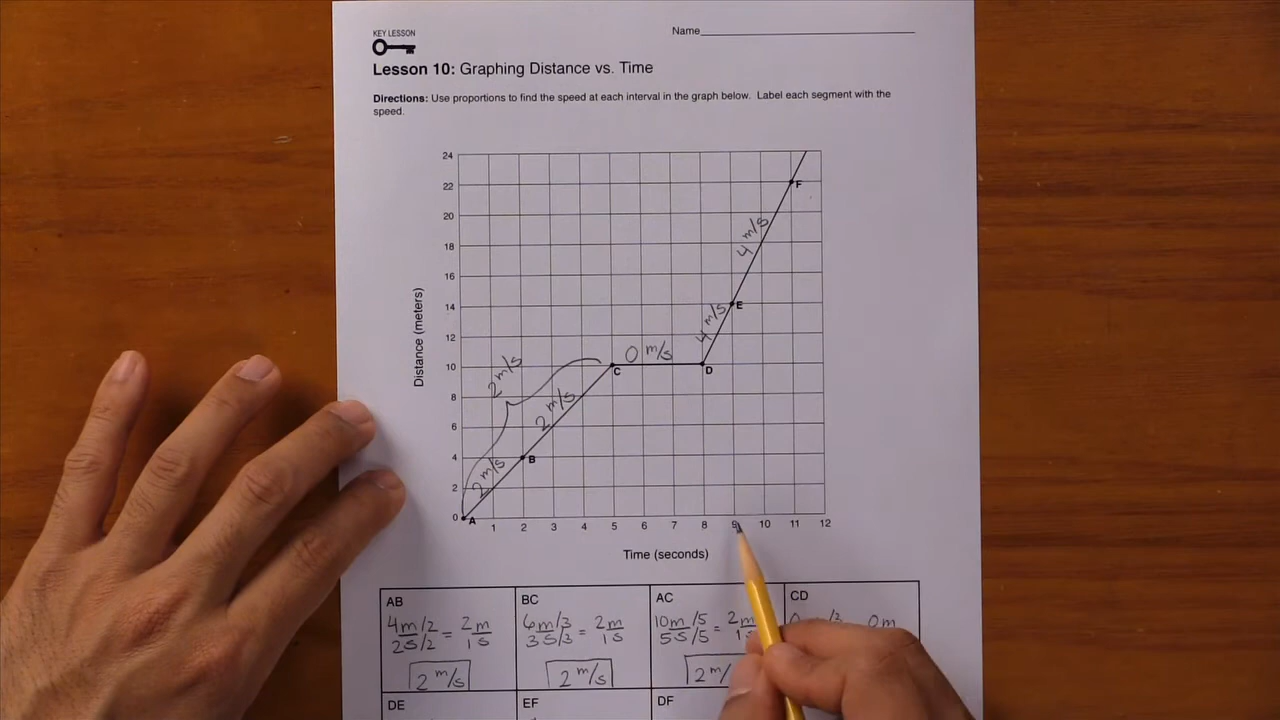 KEY LESSON
Name
Lesson 10: Graphing Distance vs. Time
Directions: Use proportions to find the speed at each interval in the graph below. Label each segment with the
speed.
24
22
20
18
16
14
12
10
8
6
4
2
0
Distance (meters)
F
4 m/s
E
4 m/s
0 m/s
C
D
2 m/s
2 m/s
B
2 m/s
A
1 2 3 4 5 6 7 8 9 10 11 12
Time (seconds)
AB BC AC CD
4m/2 = 2m 6m/3 = 2m 10m/5 = 2m 0m
2s/2 1s 3s/3 1s 5s/5 1s
2 m/s 2 m/s 2 m/
DE EF DF